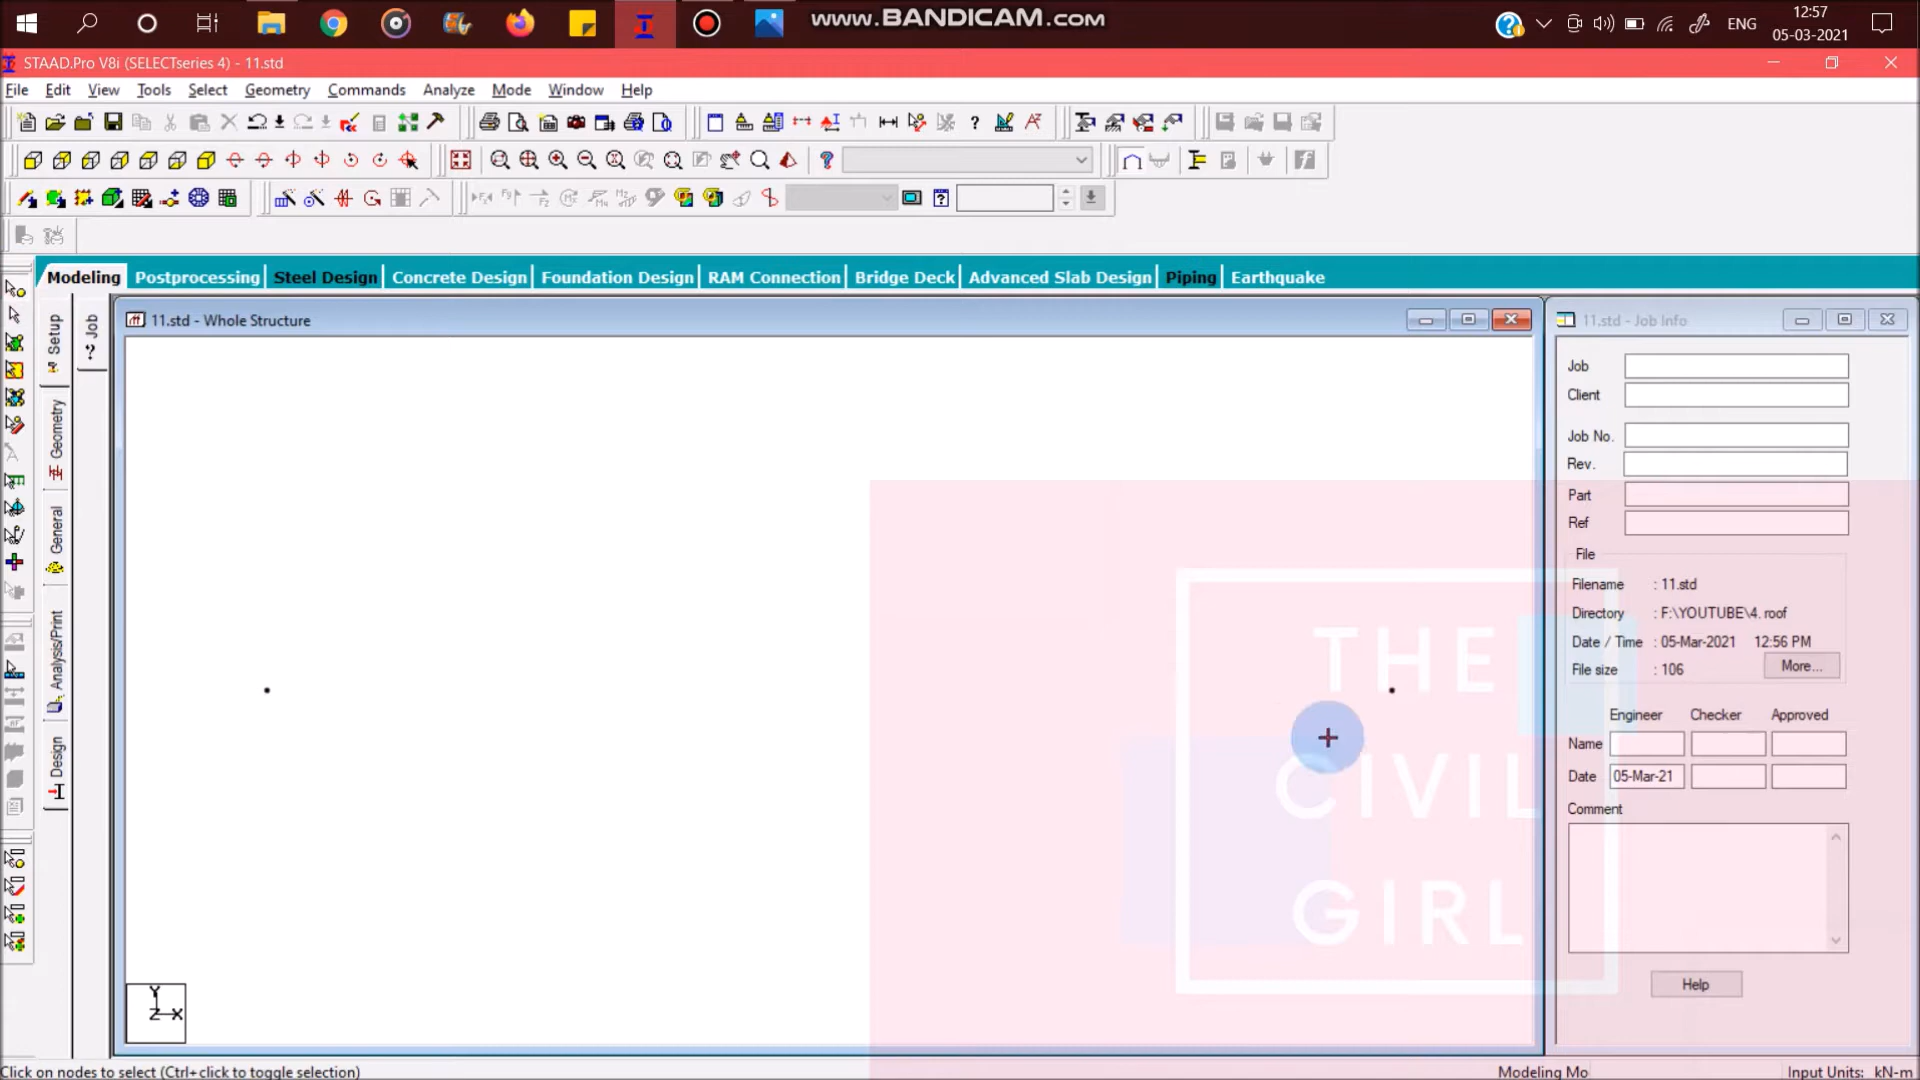 www.BANDICAM.com
ENG
12:57
05-03-2021
STAAD.Pro V8i (SELECTseries 4) - 11.std
File Edit View Tools Select Geometry Commands Analyze Mode Window Help
Modeling Postprocessing Steel Design Concrete Design Foundation Design RAM Connection Bridge Deck Advanced Slab Design Piping Earthquake
Setup
Geometry
General
Analysis/Print
Design
Job
11.std - Whole Structure
Y
Z X
11.std - Job Info
Job
Client
Job No.
Rev.
Part
Ref
File
Filename : 11.std
Directory : F:\YOUTUBE\4. roof
Date / Time : 05-Mar-2021 12:56 PM
File size : 106 More...
Engineer Checker Approved
Name
Date 05-Mar-21
Comment
Help
THE
CIVIL
GIRL
Click on nodes to select (Ctrl+click to toggle selection) Modeling Mo Input Units: kN-m